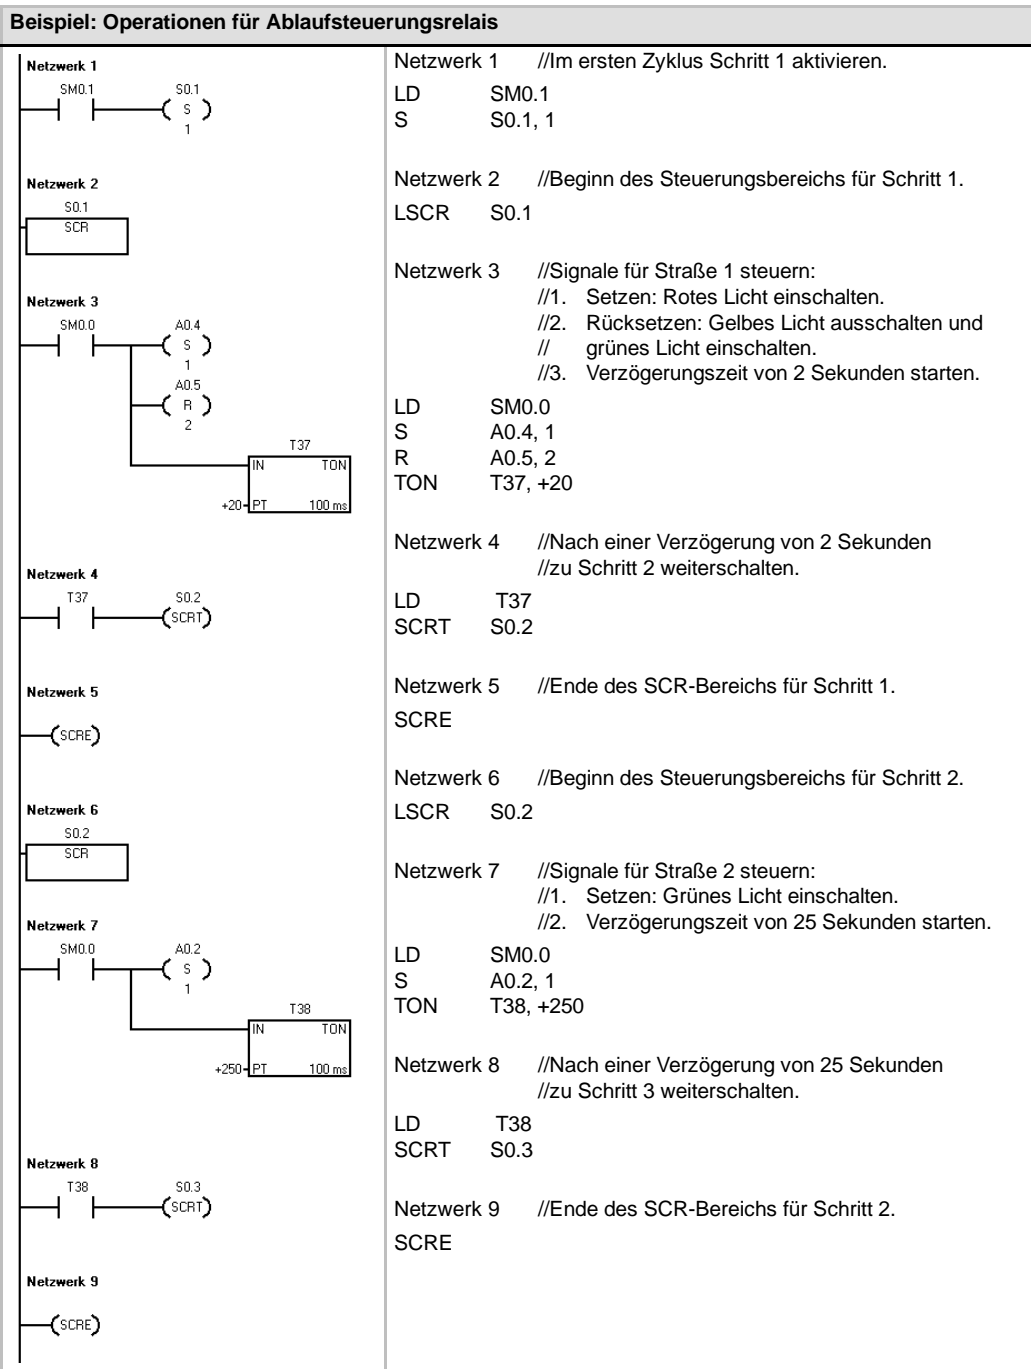 Beispiel: Operationen für Ablaufsteuerungsrelais
Netzwerk 1
SM0.1 S0.1
S
1
Netzwerk 2
S0.1
SCR
Netzwerk 3
SM0.0 A0.4
S
1
A0.5
R
2
T37
IN TON
+20 PT 100 ms
Netzwerk 4
T37 S0.2
SCRT
Netzwerk 5
SCRE
Netzwerk 6
S0.2
SCR
Netzwerk 7
SM0.0 A0.2
S
1
T38
IN TON
+250 PT 100 ms
Netzwerk 8
T38 S0.3
SCRT
Netzwerk 9
SCRE
Netzwerk 1 //Im ersten Zyklus Schritt 1 aktivieren.
LD SM0.1
S S0.1, 1
Netzwerk 2 //Beginn des Steuerungsbereichs für Schritt 1.
LSCR S0.1
Netzwerk 3 //Signale für Straße 1 steuern:
//1. Setzen: Rotes Licht einschalten.
//2. Rücksetzen: Gelbes Licht ausschalten und
// grünes Licht einschalten.
//3. Verzögerungszeit von 2 Sekunden starten.
LD SM0.0
S A0.4, 1
R A0.5, 2
TON T37, +20
Netzwerk 4 //Nach einer Verzögerung von 2 Sekunden
//zu Schritt 2 weiterschalten.
LD T37
SCRT S0.2
Netzwerk 5 //Ende des SCR-Bereichs für Schritt 1.
SCRE
Netzwerk 6 //Beginn des Steuerungsbereichs für Schritt 2.
LSCR S0.2
Netzwerk 7 //Signale für Straße 2 steuern:
//1. Setzen: Grünes Licht einschalten.
//2. Verzögerungszeit von 25 Sekunden starten.
LD SM0.0
S A0.2, 1
TON T38, +250
Netzwerk 8 //Nach einer Verzögerung von 25 Sekunden
//zu Schritt 3 weiterschalten.
LD T38
SCRT S0.3
Netzwerk 9 //Ende des SCR-Bereichs für Schritt 2.
SCRE